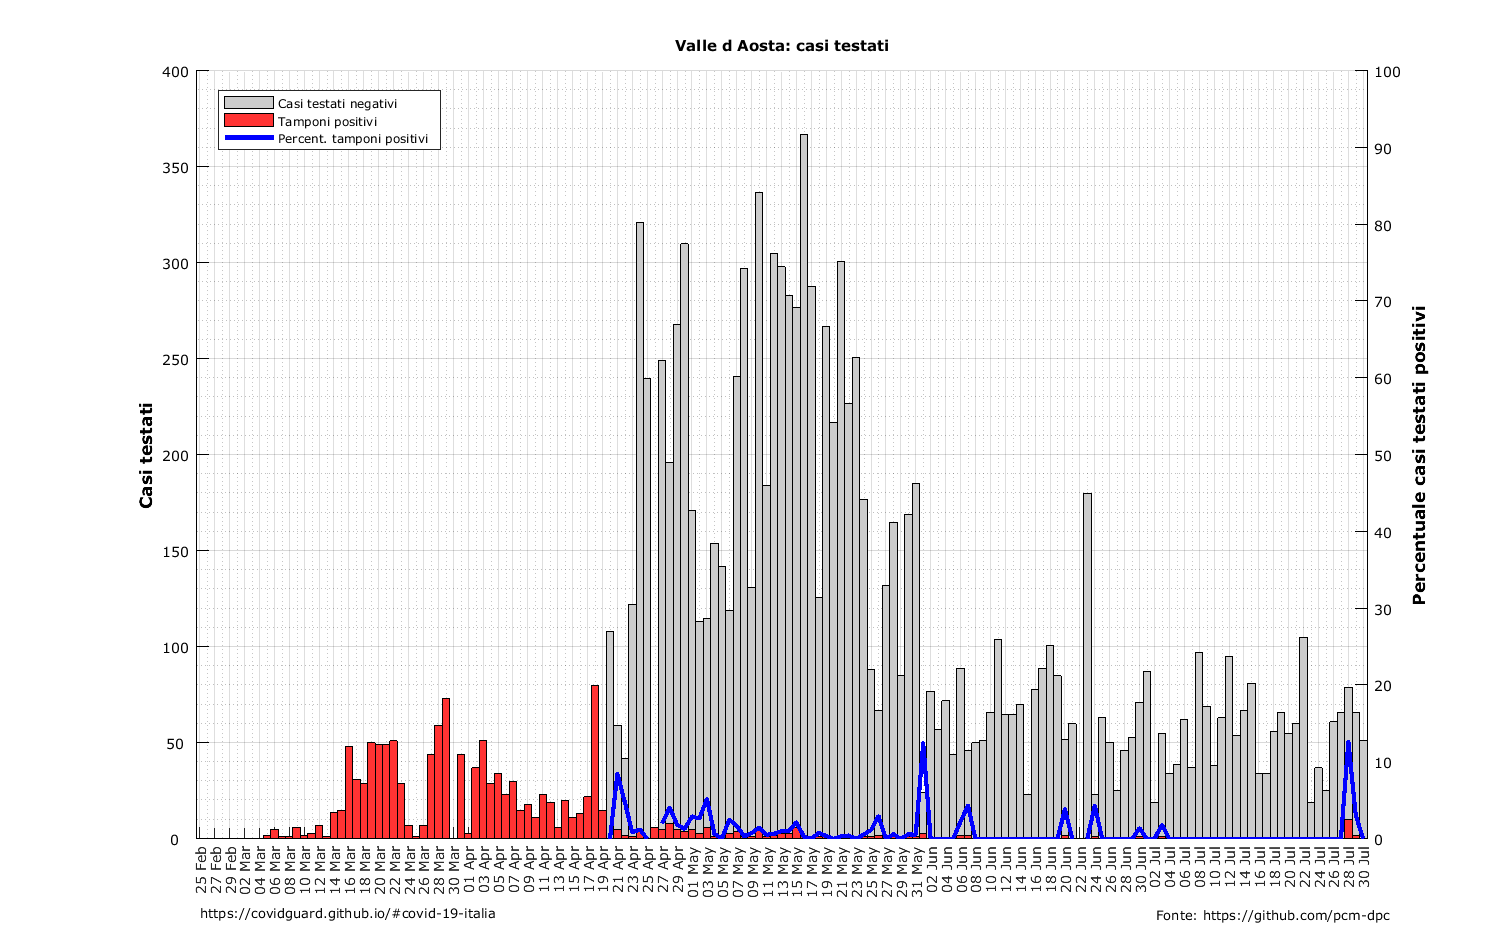 Valle d Aosta: casi testati
400
350
300
250
200
150
100
50
0
Casi testati
Casi testati negativi
Tamponi positivi
Percent. tamponi positivi
100
90
80
70
60
50
40
30
20
10
0
Percentuale casi testati positivi
25 Feb
27 Feb
29 Feb
02 Mar
04 Mar
06 Mar
08 Mar
10 Mar
12 Mar
14 Mar
16 Mar
18 Mar
20 Mar
22 Mar
24 Mar
26 Mar
28 Mar
30 Mar
01 Apr
03 Apr
05 Apr
07 Apr
09 Apr
11 Apr
13 Apr
15 Apr
17 Apr
19 Apr
21 Apr
23 Apr
25 Apr
27 Apr
29 Apr
01 May
03 May
05 May
07 May
09 May
11 May
13 May
15 May
17 May
19 May
21 May
23 May
25 May
27 May
29 May
31 May
02 Jun
04 Jun
06 Jun
08 Jun
10 Jun
12 Jun
14 Jun
16 Jun
18 Jun
20 Jun
22 Jun
24 Jun
26 Jun
28 Jun
30 Jun
02 Jul
04 Jul
06 Jul
08 Jul
10 Jul
12 Jul
14 Jul
16 Jul
18 Jul
20 Jul
22 Jul
24 Jul
26 Jul
28 Jul
30 Jul
https://covidguard.github.io/#covid-19-italia
Fonte: https://github.com/pcm-dpc